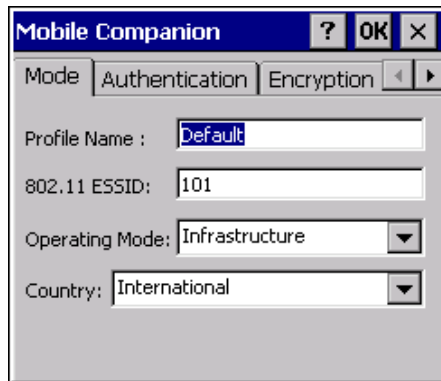 Mobile Companion ? OK ×
Mode Authentication Encryption
Profile Name : Default
802.11 ESSID: 101
Operating Mode: Infrastructure
Country: International